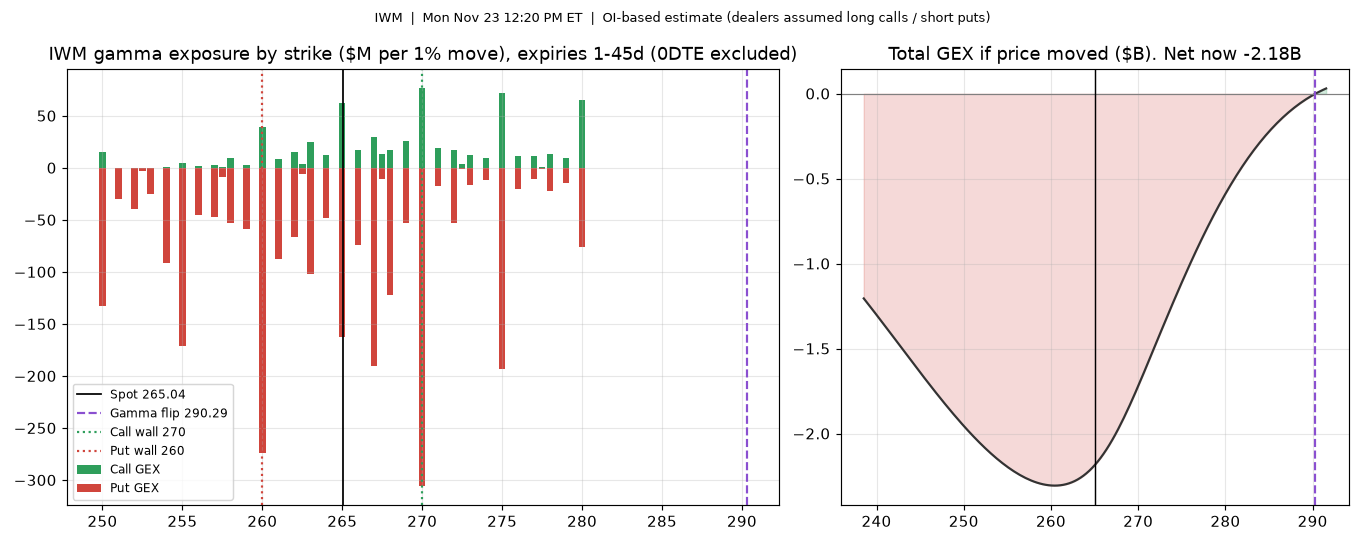 IWM | Mon Nov 23 12:20 PM ET | OI-based estimate (dealers assumed long calls / short puts)
IWM gamma exposure by strike ($M per 1% move), expiries 1-45d (0DTE excluded)
50
0
−50
−100
−150
−200
−250
−300
Spot 265.04
Gamma flip 290.29
Call wall 270
Put wall 260
Call GEX
Put GEX
250 255 260 265 270 275 280 285 290
Total GEX if price moved ($B). Net now -2.18B
0.0
−0.5
−1.0
−1.5
−2.0
240 250 260 270 280 290